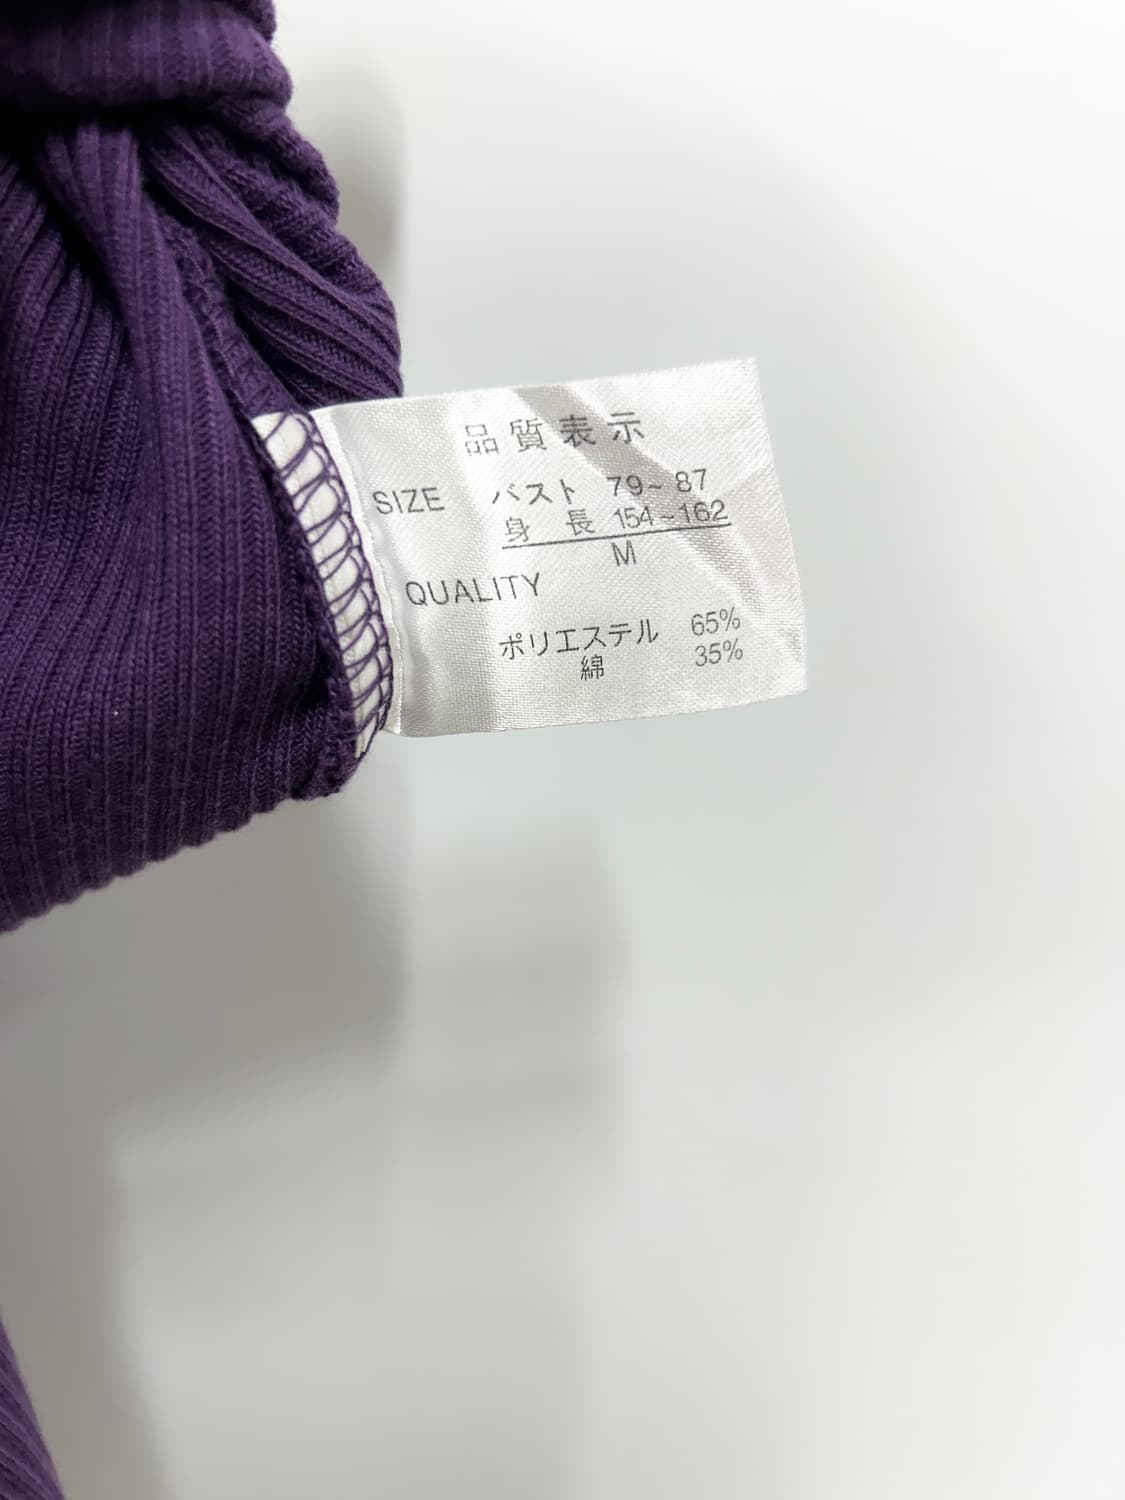 品質表示
SIZE バスト 79~87
身長 154~162
M
QUALITY
ポリエステル 65%
綿 35%